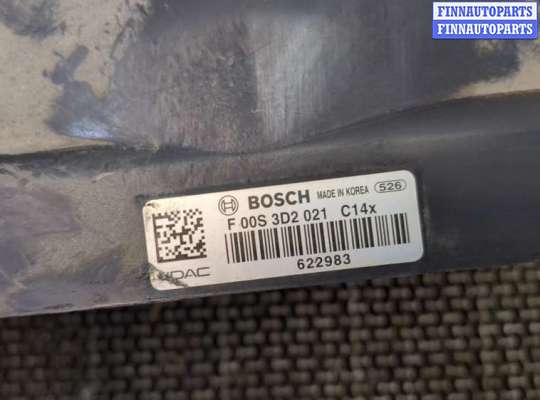 FINNAUTOPARTS
FINNAUTOPARTS
BOSCH MADE IN KOREA 526
F 00S 3D2 021 C14x
622983